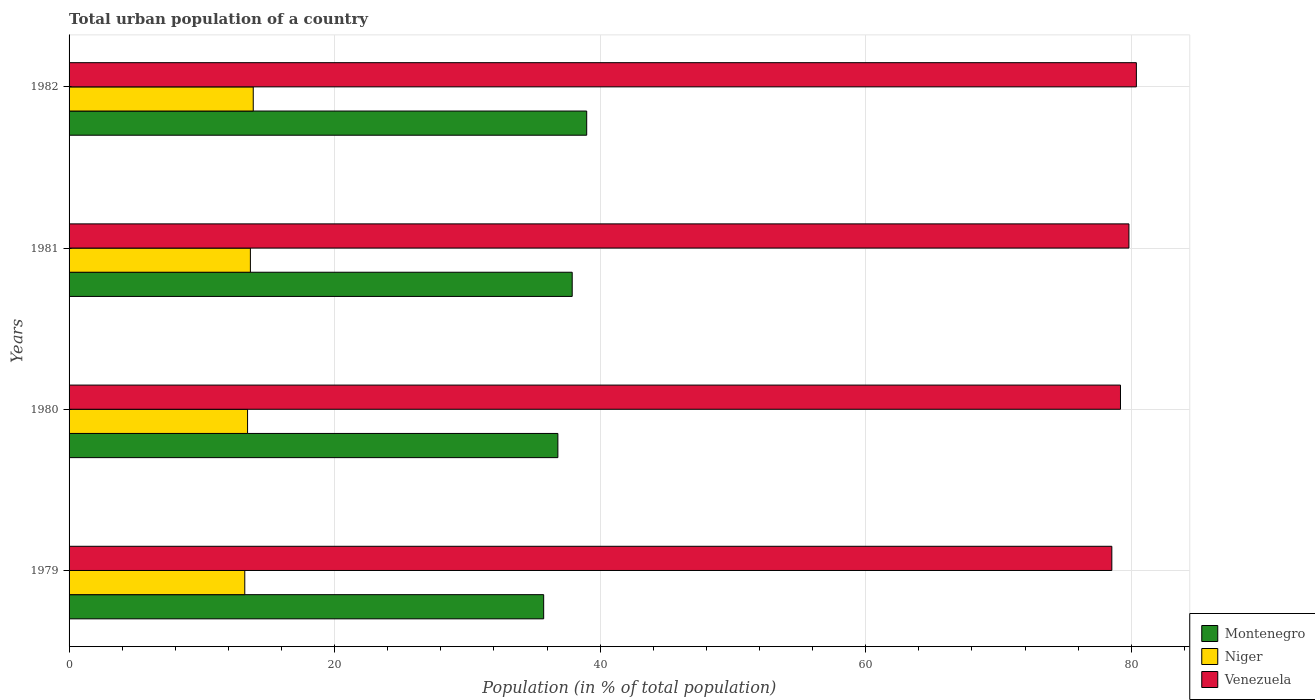 Total urban population of a country
1982
1981
1980
1979
Years
0
20
40
60
80
Population (in % of total population)
Montenegro
Niger
Venezuela